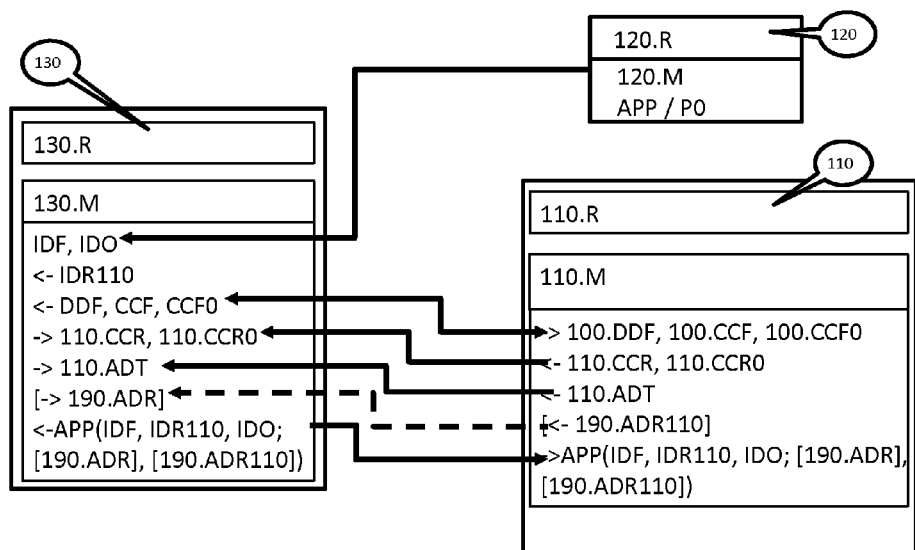 130
130.R
130.M
IDF, IDO
<- IDR110
<- DDF, CCF, CCF0
-> 110.CCR, 110.CCR0
-> 110.ADT
[-> 190.ADR]
<-APP(IDF, IDR110, IDO;
[190.ADR], [190.ADR110])
120
120.R
120.M
APP / P0
110
110.R
110.M
-> 100.DDF, 100.CCF, 100.CCF0
<- 110.CCR, 110.CCR0
<- 110.ADT
[<- 190.ADR110]
->APP(IDF, IDR110, IDO; [190.ADR],
[190.ADR110])